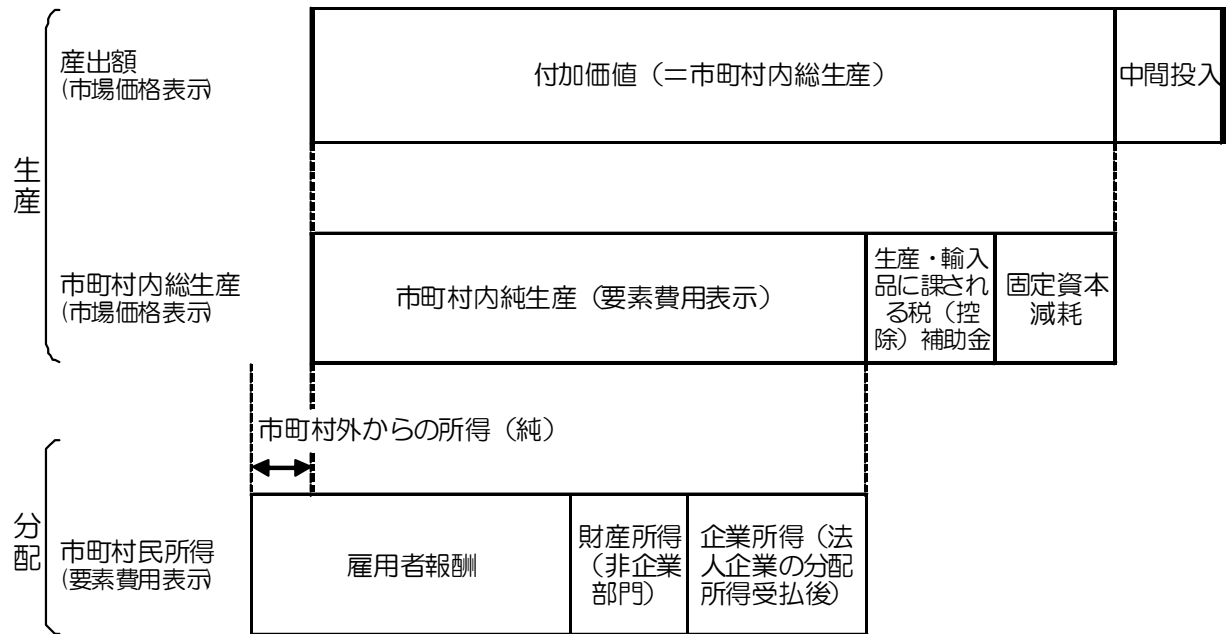 生産
産出額
(市場価格表示)
付加価値（＝市町村内総生産）
中間投入
市町村内総生産
(市場価格表示)
市町村内純生産（要素費用表示）
生産・輸入
品に課され
る税（控
除）補助金
固定資本
減耗
市町村外からの所得（純）
分配
市町村民所得
(要素費用表示)
雇用者報酬
財産所得
（非企業
部門）
企業所得（法
人企業の分配
所得受払後）